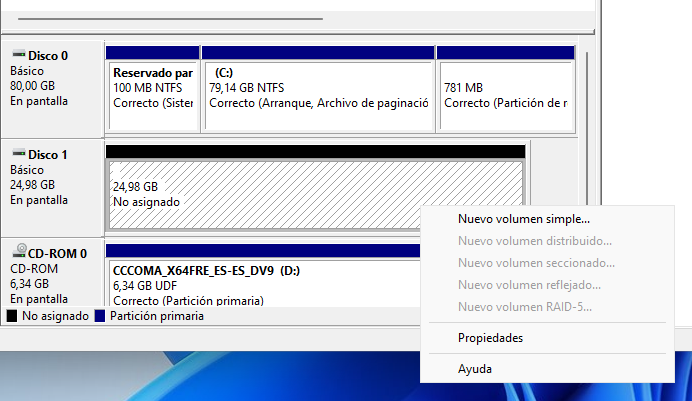 Disco 0
Básico
80,00 GB
En pantalla
Reservado par
100 MB NTFS
Correcto (Sister
(C:)
79,14 GB NTFS
Correcto (Arranque, Archivo de paginació
781 MB
Correcto (Partición de r
Disco 1
Básico
24,98 GB
En pantalla
24,98 GB
No asignado
CD-ROM 0
CD-ROM
6,34 GB
En pantalla
CCCOMA_X64FRE_ES-ES_DV9 (D:)
6,34 GB UDF
Correcto (Partición primaria)
No asignado Partición primaria
Nuevo volumen simple...
Nuevo volumen distribuido...
Nuevo volumen seccionado...
Nuevo volumen reflejado...
Nuevo volumen RAID-5...
Propiedades
Ayuda